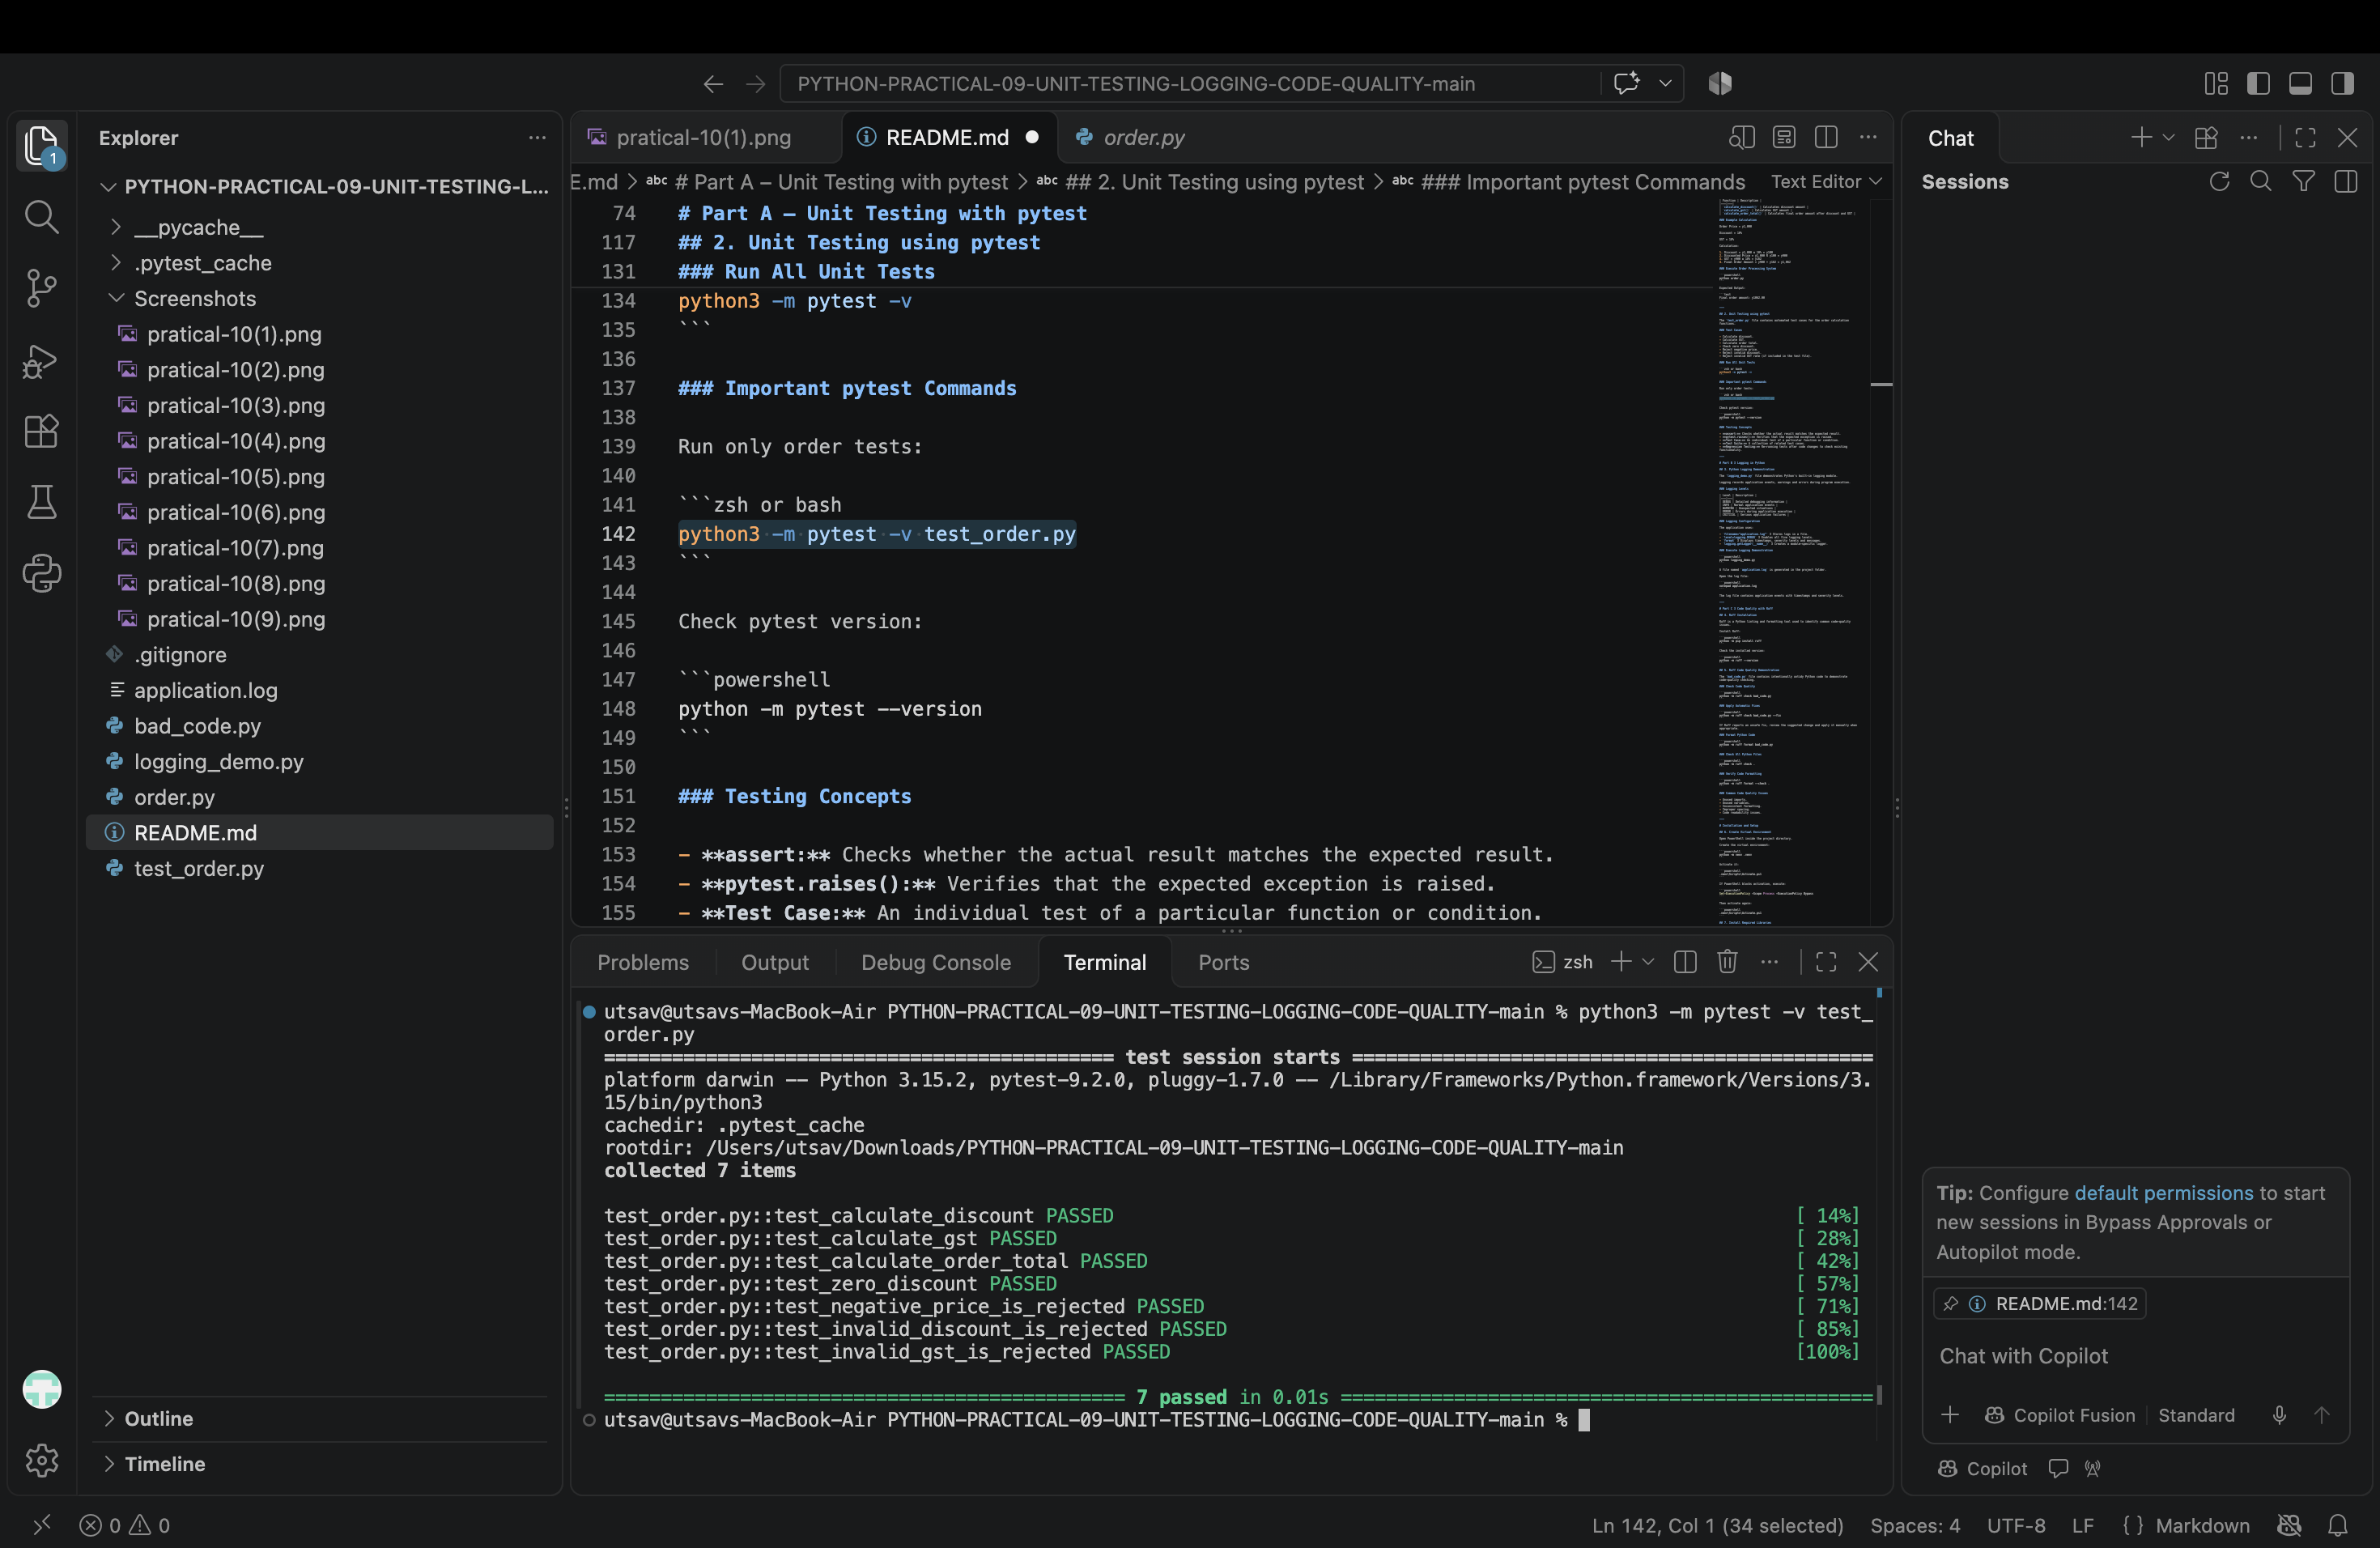 PYTHON-PRACTICAL-09-UNIT-TESTING-LOGGING-CODE-QUALITY-main
Explorer
1
PYTHON-PRACTICAL-09-UNIT-TESTING-L...
__pycache__
.pytest_cache
Screenshots
pratical-10(1).png
pratical-10(2).png
pratical-10(3).png
pratical-10(4).png
pratical-10(5).png
pratical-10(6).png
pratical-10(7).png
pratical-10(8).png
pratical-10(9).png
.gitignore
application.log
bad_code.py
logging_demo.py
order.py
README.md
test_order.py
Outline
Timeline
pratical-10(1).png
README.md
order.py
E.md > # Part A – Unit Testing with pytest > ## 2. Unit Testing using pytest > ### Important pytest Commands
Text Editor
74 # Part A – Unit Testing with pytest
117 ## 2. Unit Testing using pytest
131 ### Run All Unit Tests
134 python3 -m pytest -v
135 ```
136
137 ### Important pytest Commands
138
139 Run only order tests:
140
141 ```zsh or bash
142 python3 -m pytest -v test_order.py
143 ```
144
145 Check pytest version:
146
147 ```powershell
148 python -m pytest --version
149 ```
150
151 ### Testing Concepts
152
153 - **assert:** Checks whether the actual result matches the expected result.
154 - **pytest.raises():** Verifies that the expected exception is raised.
155 - **Test Case:** An individual test of a particular function or condition.
Problems
Output
Debug Console
Terminal
Ports
zsh
utsav@utsavs-MacBook-Air PYTHON-PRACTICAL-09-UNIT-TESTING-LOGGING-CODE-QUALITY-main % python3 -m pytest -v test_
order.py
============================================ test session starts =============================================
platform darwin -- Python 3.15.2, pytest-9.2.0, pluggy-1.7.0 -- /Library/Frameworks/Python.framework/Versions/3.
15/bin/python3
cachedir: .pytest_cache
rootdir: /Users/utsav/Downloads/PYTHON-PRACTICAL-09-UNIT-TESTING-LOGGING-CODE-QUALITY-main
collected 7 items
test_order.py::test_calculate_discount PASSED [ 14%]
test_order.py::test_calculate_gst PASSED [ 28%]
test_order.py::test_calculate_order_total PASSED [ 42%]
test_order.py::test_zero_discount PASSED [ 57%]
test_order.py::test_negative_price_is_rejected PASSED [ 71%]
test_order.py::test_invalid_discount_is_rejected PASSED [ 85%]
test_order.py::test_invalid_gst_is_rejected PASSED [100%]
============================================= 7 passed in 0.01s ==============================================
utsav@utsavs-MacBook-Air PYTHON-PRACTICAL-09-UNIT-TESTING-LOGGING-CODE-QUALITY-main %
Chat
Sessions
Tip: Configure default permissions to start
new sessions in Bypass Approvals or
Autopilot mode.
README.md:142
Chat with Copilot
Copilot Fusion
Standard
Copilot
0 0
Ln 142, Col 1 (34 selected)
Spaces: 4
UTF-8
LF
{ } Markdown